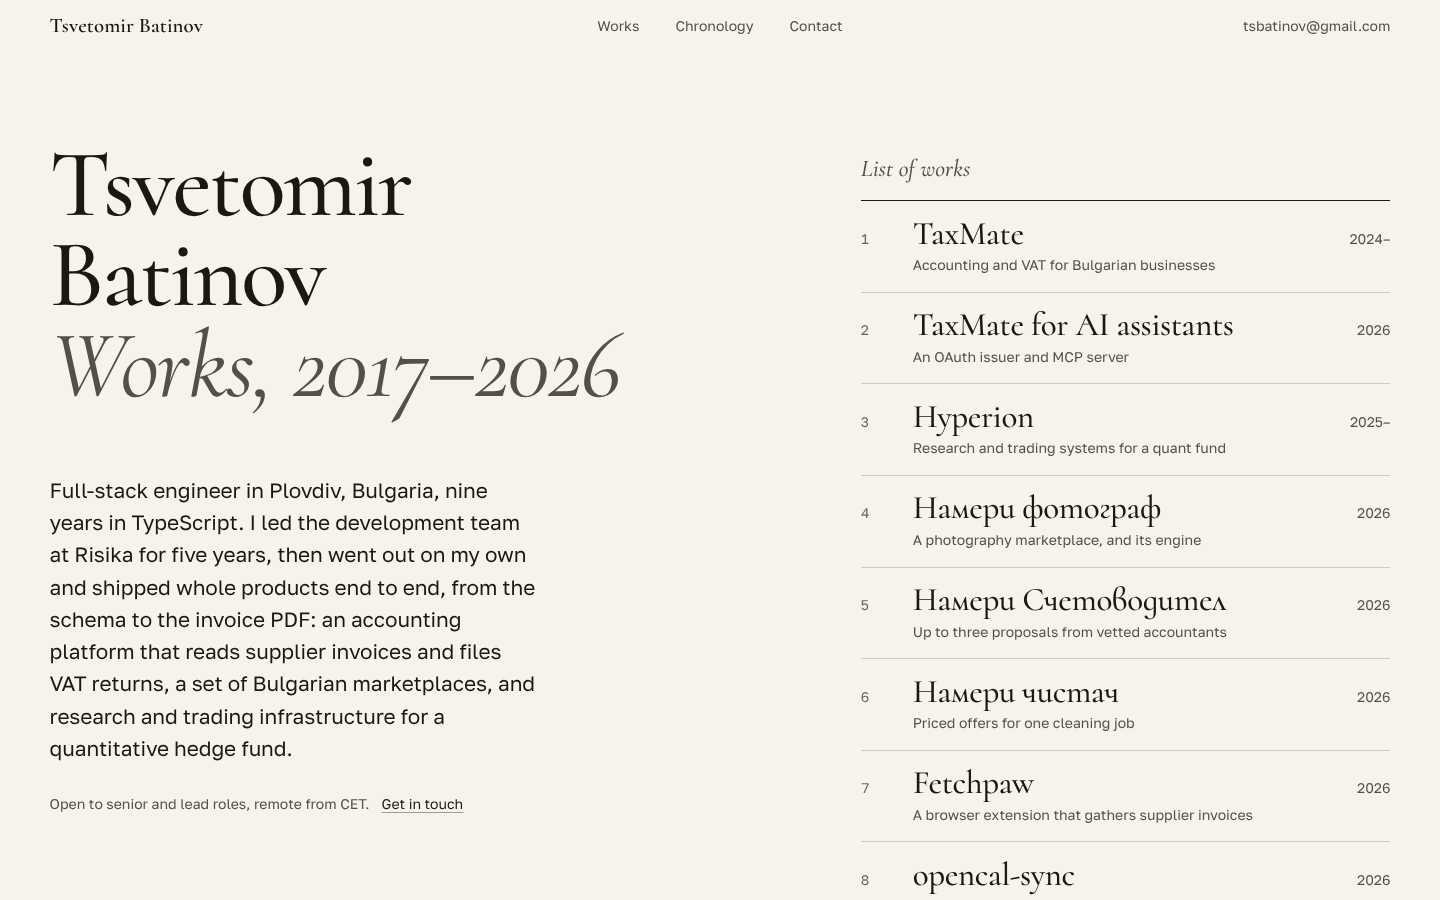 Tsvetomir Batinov
Works
Chronology
Contact
tsbatinov@gmail.com
Tsvetomir
Batinov
Works, 2017–2026
Full-stack engineer in Plovdiv, Bulgaria, nine
years in TypeScript. I led the development team
at Risika for five years, then went out on my own
and shipped whole products end to end, from the
schema to the invoice PDF: an accounting
platform that reads supplier invoices and files
VAT returns, a set of Bulgarian marketplaces, and
research and trading infrastructure for a
quantitative hedge fund.
Open to senior and lead roles, remote from CET. Get in touch
List of works
1 TaxMate 2024–
Accounting and VAT for Bulgarian businesses
2 TaxMate for AI assistants 2026
An OAuth issuer and MCP server
3 Hyperion 2025–
Research and trading systems for a quant fund
4 Намери фотограф 2026
A photography marketplace, and its engine
5 Намери Счетоводител 2026
Up to three proposals from vetted accountants
6 Намери чистач 2026
Priced offers for one cleaning job
7 Fetchpaw 2026
A browser extension that gathers supplier invoices
8 opencal-sync 2026